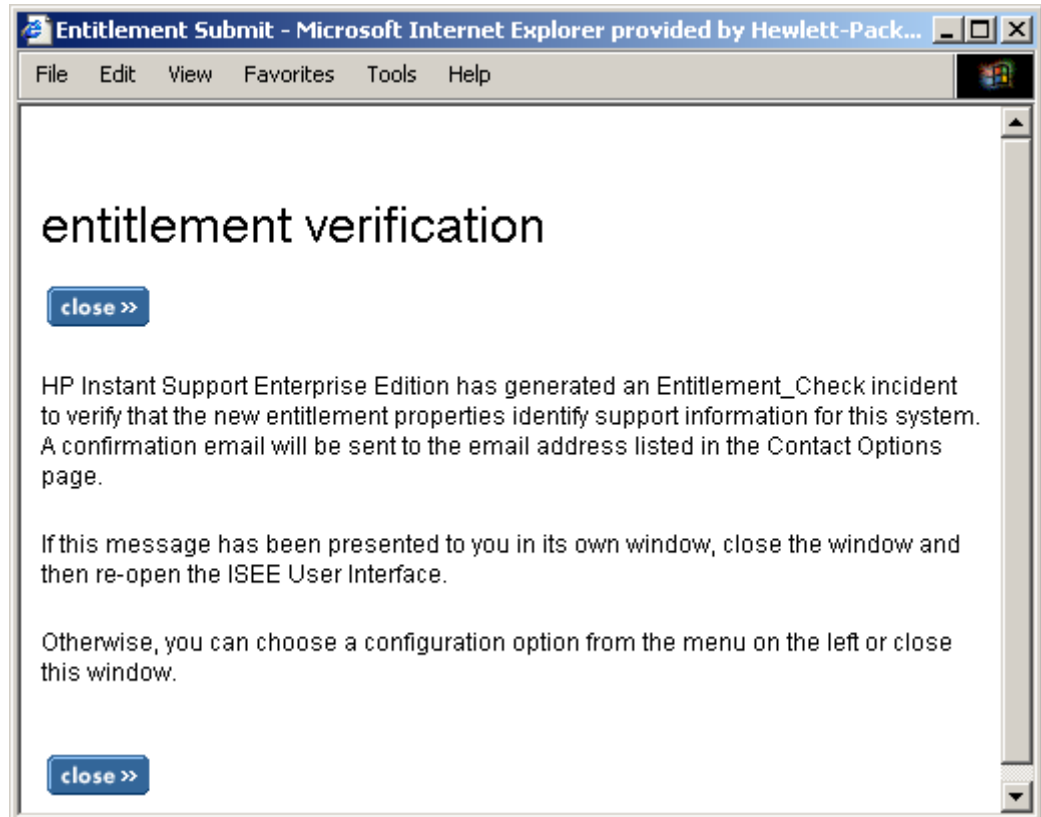 Entitlement Submit - Microsoft Internet Explorer provided by Hewlett-Pack...
File Edit View Favorites Tools Help
entitlement verification
close »
HP Instant Support Enterprise Edition has generated an Entitlement_Check incident
to verify that the new entitlement properties identify support information for this system.
A confirmation email will be sent to the email address listed in the Contact Options
page.
If this message has been presented to you in its own window, close the window and
then re-open the ISEE User Interface.
Otherwise, you can choose a configuration option from the menu on the left or close
this window.
close »